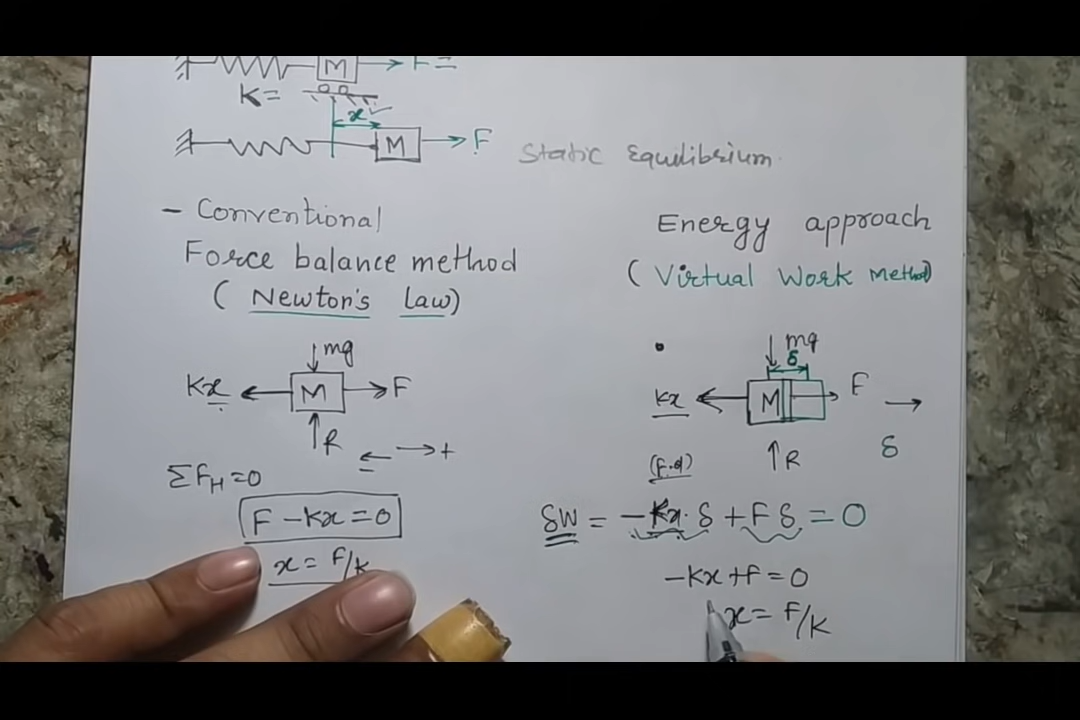 M F =
K =
x
M F
Static Equilibrium
- Conventional
Force balance method
( Newton's Law)
mg
Kx M F
R
- +
ΣF_H = 0
F - Kx = 0
x = F/K
Energy approach
( Virtual Work Method)
mg
δ
Kx M F
δ
R
(F.d)
δW = -Kx.δ + F δ = 0
-Kx + F = 0
x = F/K